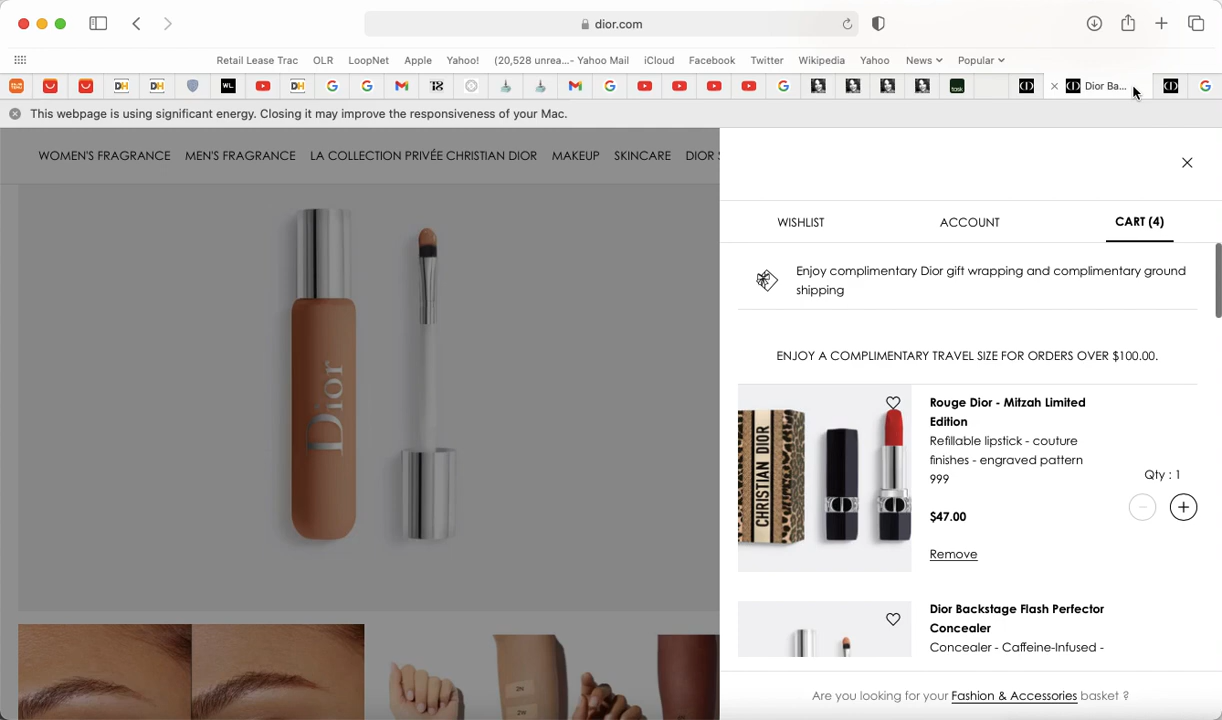 dior.com
Retail Lease Trac OLR LoopNet Apple Yahoo! (20,528 unrea...- Yahoo Mail iCloud Facebook Twitter Wikipedia Yahoo News Popular
DH DH WL DH Dior Ba...
This webpage is using significant energy. Closing it may improve the responsiveness of your Mac.
WOMEN'S FRAGRANCE MEN'S FRAGRANCE LA COLLECTION PRIVÉE CHRISTIAN DIOR MAKEUP SKINCARE DIOR
WISHLIST ACCOUNT CART (4)
Enjoy complimentary Dior gift wrapping and complimentary ground
shipping
ENJOY A COMPLIMENTARY TRAVEL SIZE FOR ORDERS OVER $100.00.
Rouge Dior - Mitzah Limited
Edition
Refillable lipstick - couture
finishes - engraved pattern
999
Qty : 1
$47.00
Remove
CHRISTIAN DIOR
Dior
Dior Backstage Flash Perfector
Concealer
Concealer - Caffeine-Infused -
Are you looking for your Fashion & Accessories basket ?